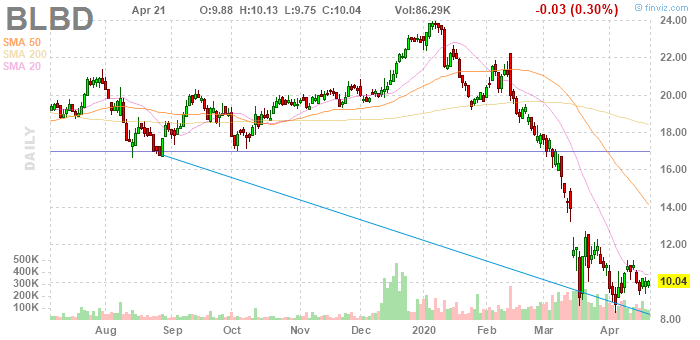 BLBD Apr 21 O:9.88 H:10.13 L:9.75 C:10.04 Vol:86.29K -0.03 (0.30%)
© finviz.com
SMA 50
SMA 200
SMA 20
DAILY
24.00
22.00
20.00
18.00
16.00
14.00
12.00
10.04
8.00
500K
400K
300K
200K
100K
Aug Sep Oct Nov Dec 2020 Feb Mar Apr